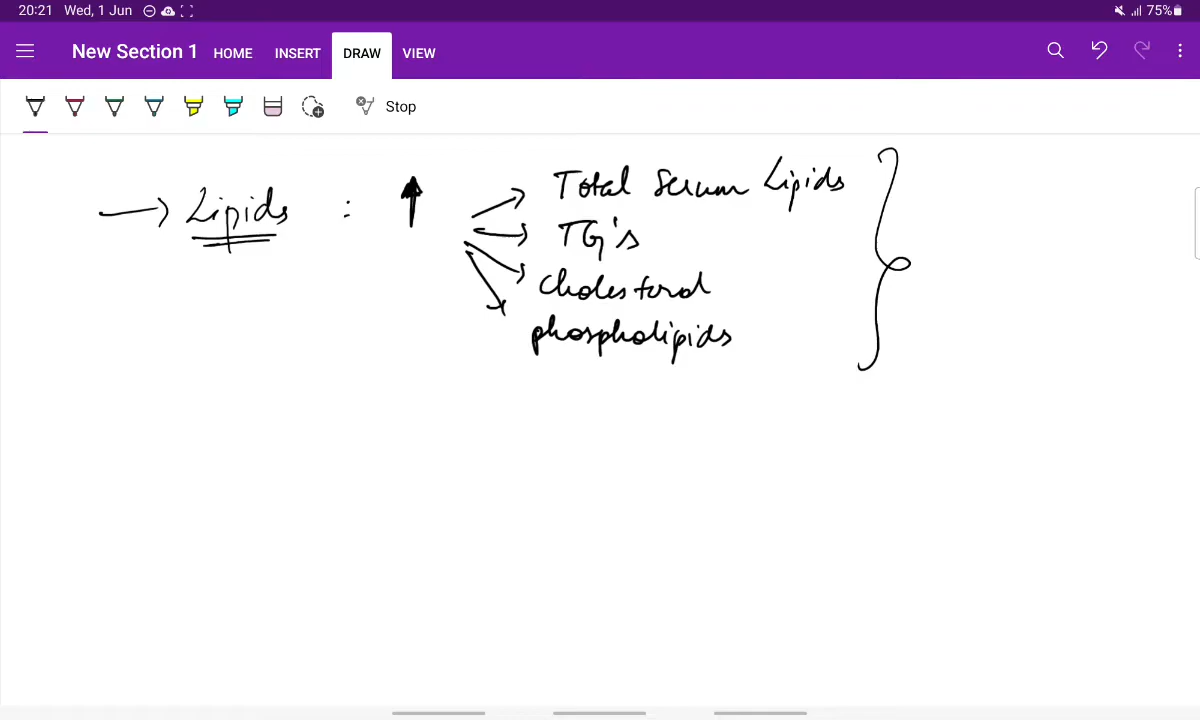 20:21 Wed, 1 Jun 75%
New Section 1 HOME INSERT DRAW VIEW
Stop
→ Lipids : ↑ → Total Serum Lipids
→ TG's
→ Cholesterol
→ phospholipids